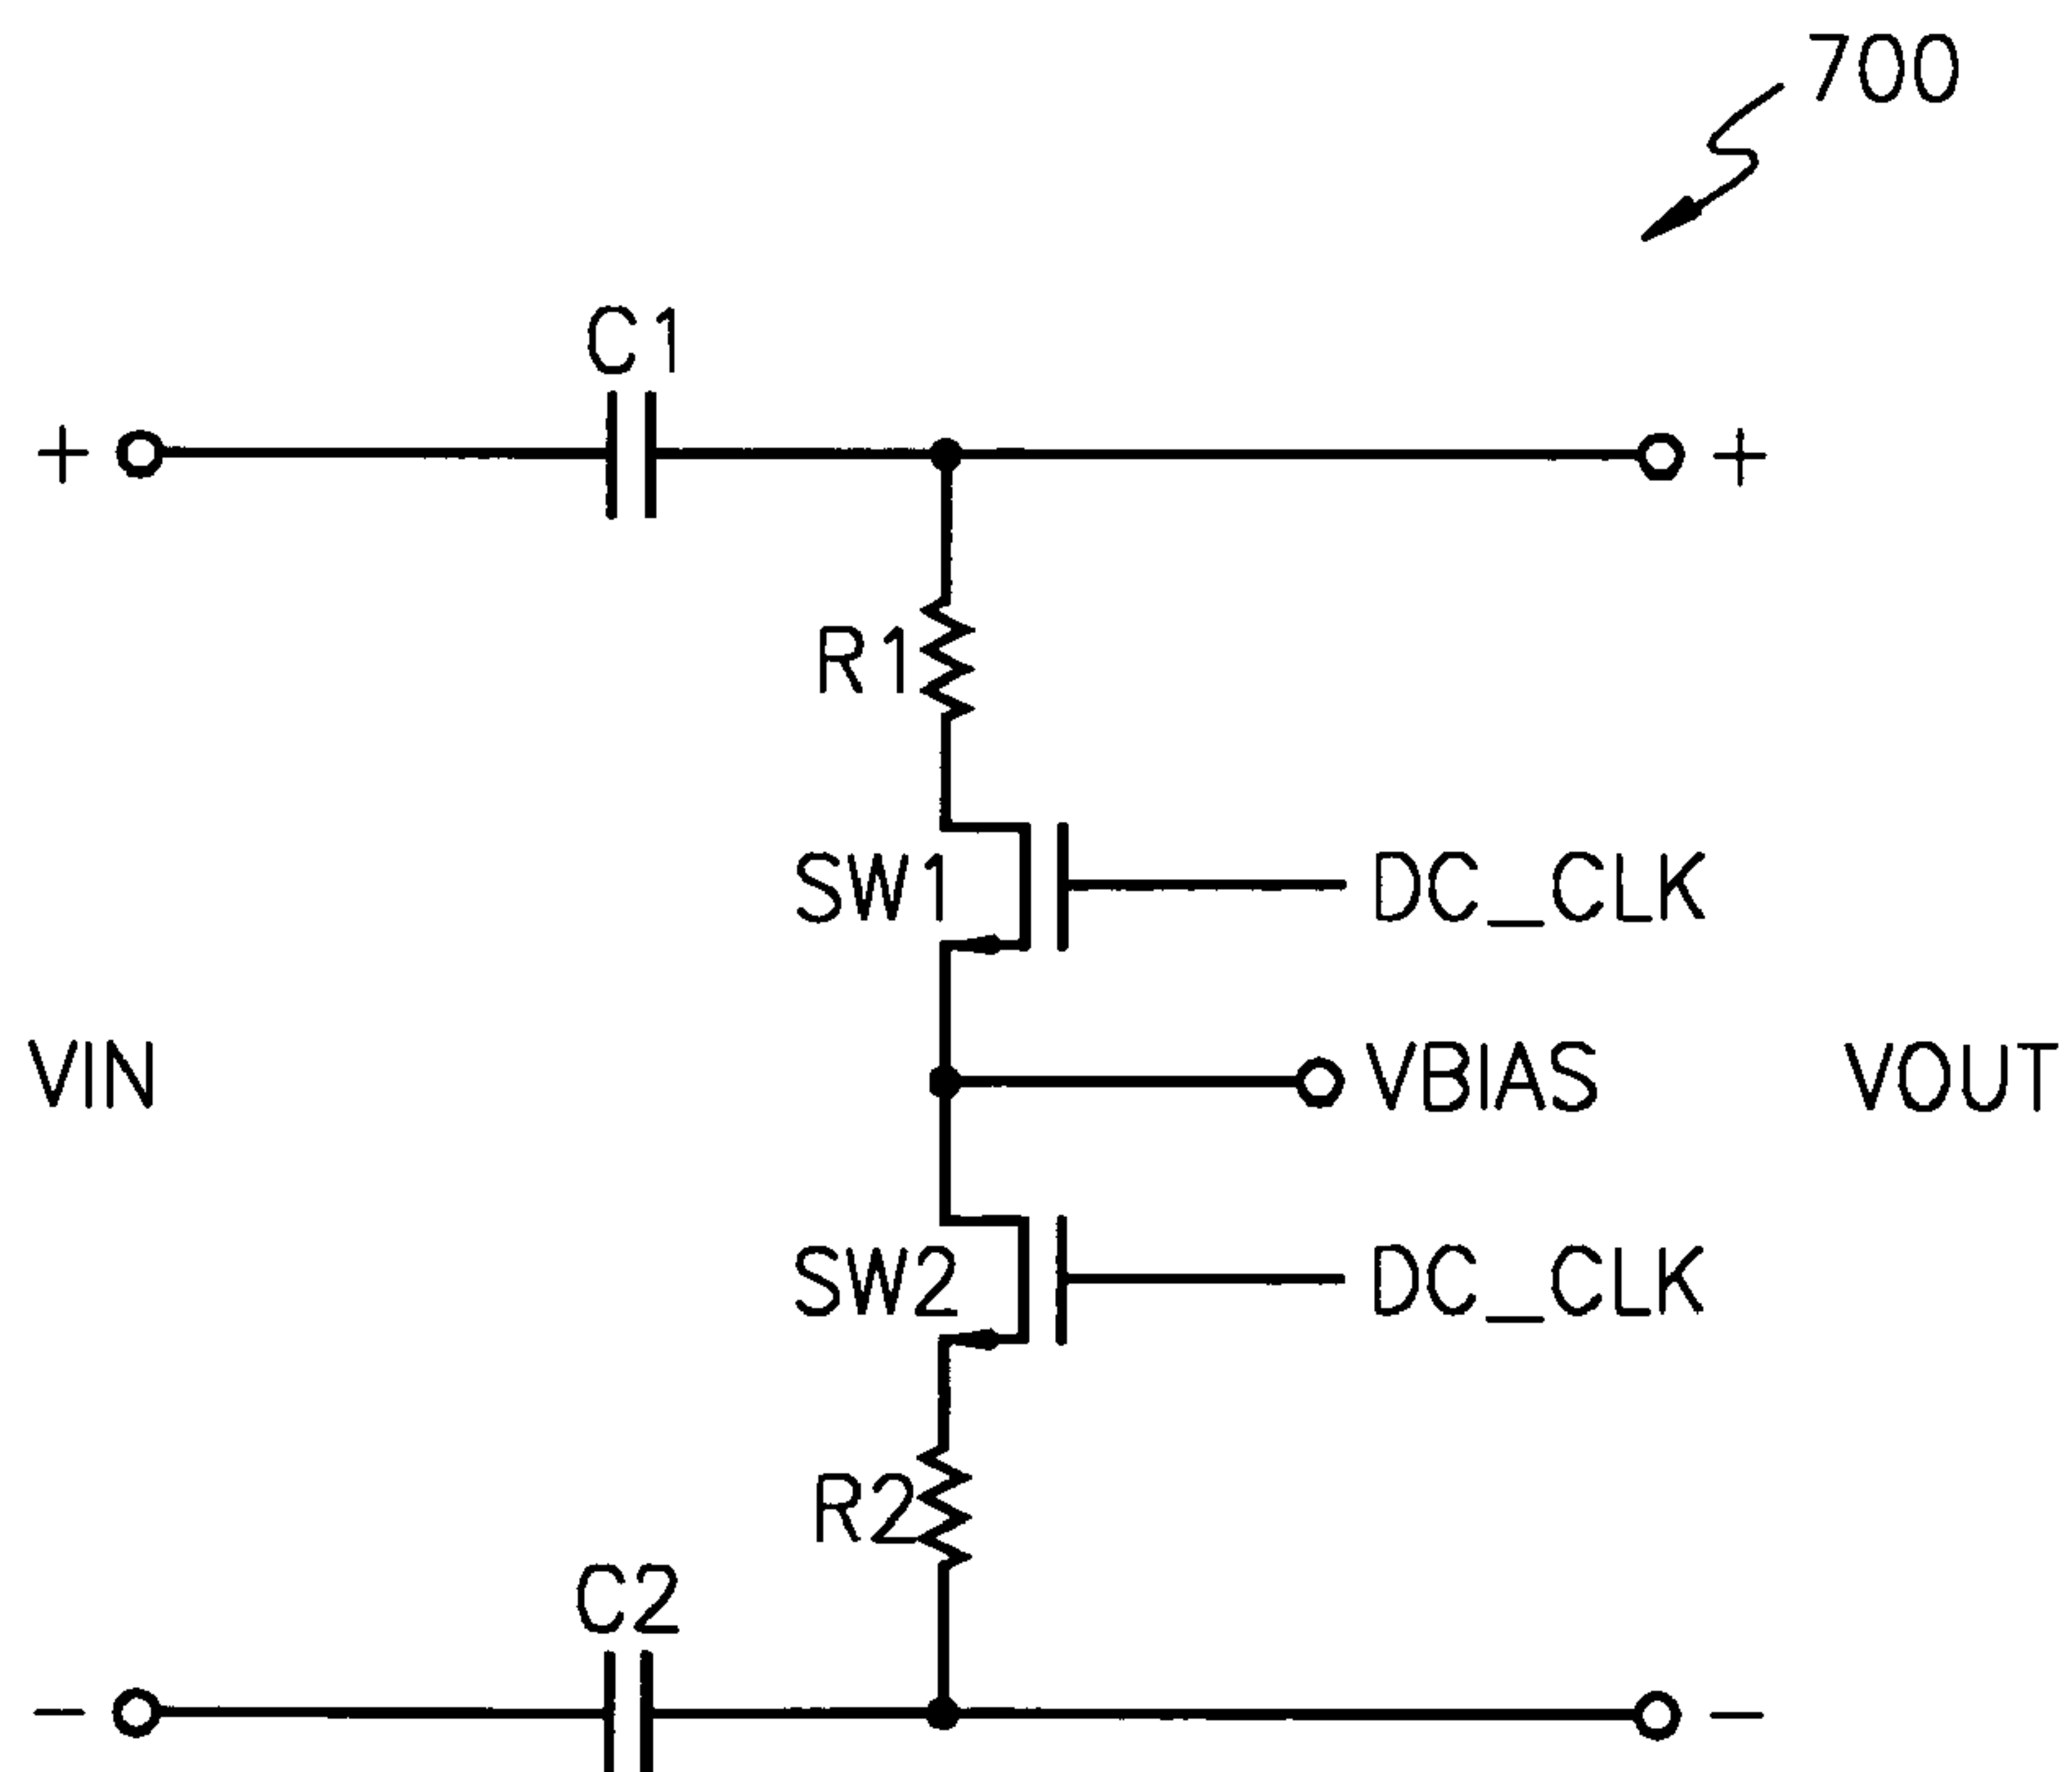 700
C1
+ +
R1
SW1 DC_CLK
VIN VBIAS VOUT
SW2 DC_CLK
R2
C2
- -